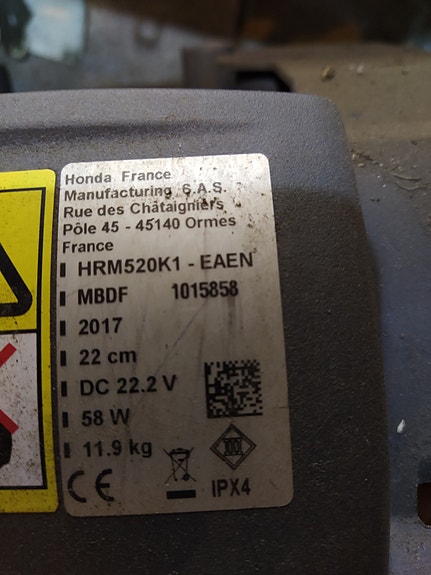 Honda France
Manufacturing S.A.S.
Rue des Châtaigniers
Pôle 45 - 45140 Ormes
France
HRM520K1 - EAEN
MBDF 1015858
2017
22 cm
DC 22.2 V
58 W
11.9 kg
CE
III
IPX4